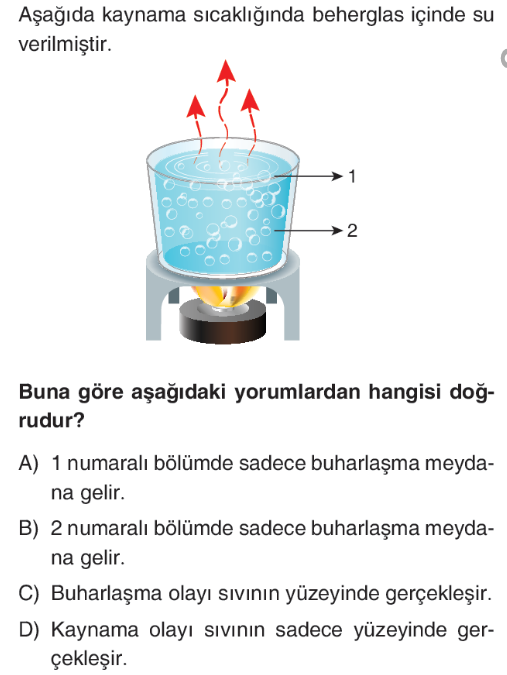 Aşağıda kaynama sıcaklığında beherglas içinde su
verilmiştir.
1
2
Buna göre aşağıdaki yorumlardan hangisi doğ-
rudur?
A) 1 numaralı bölümde sadece buharlaşma meyda-
na gelir.
B) 2 numaralı bölümde sadece buharlaşma meyda-
na gelir.
C) Buharlaşma olayı sıvının yüzeyinde gerçekleşir.
D) Kaynama olayı sıvının sadece yüzeyinde ger-
çekleşir.